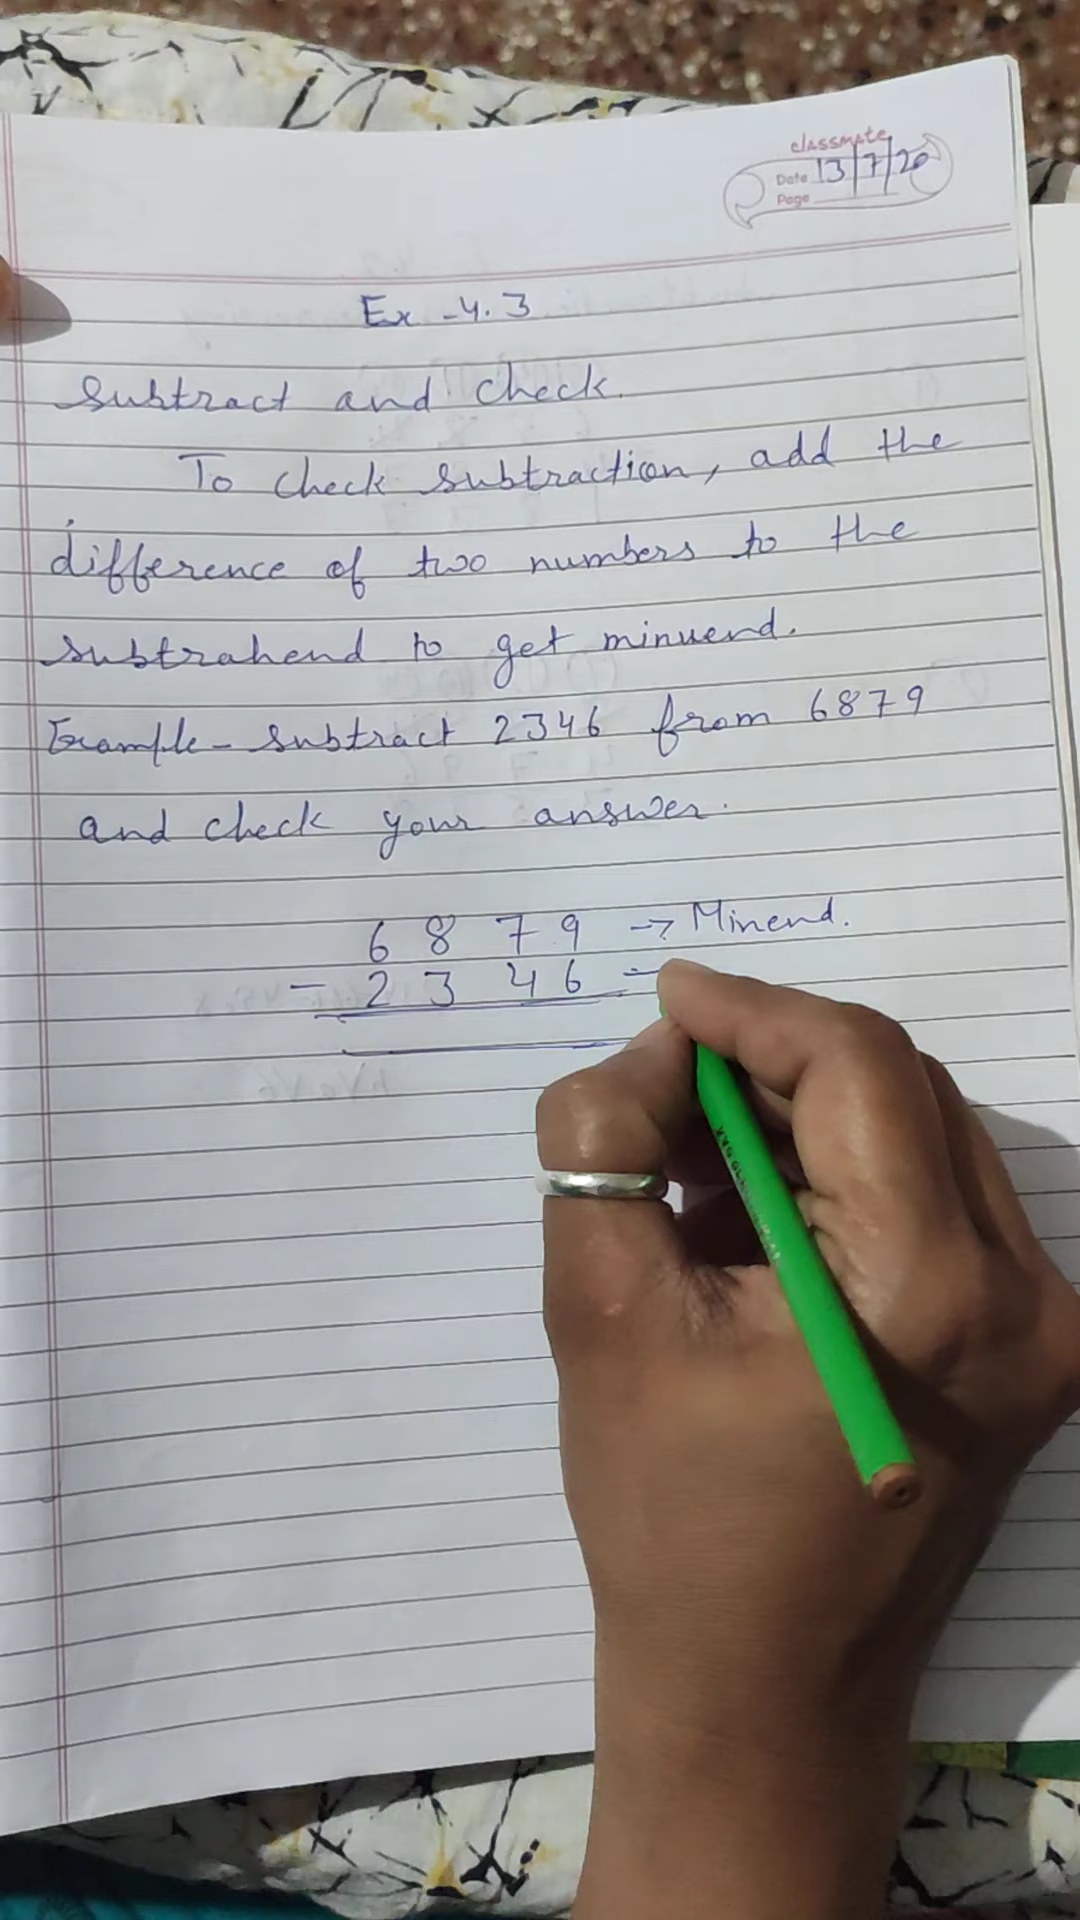 classmate
Date 13/7/20
Page
Ex - 4.3
Subtract and check.
To check subtraction, add the
difference of two numbers to the
subtrahend to get minuend.
Example - Subtract 2346 from 6879
and check your answer.
6 8 7 9 → Minend.
- 2 3 4 6 -